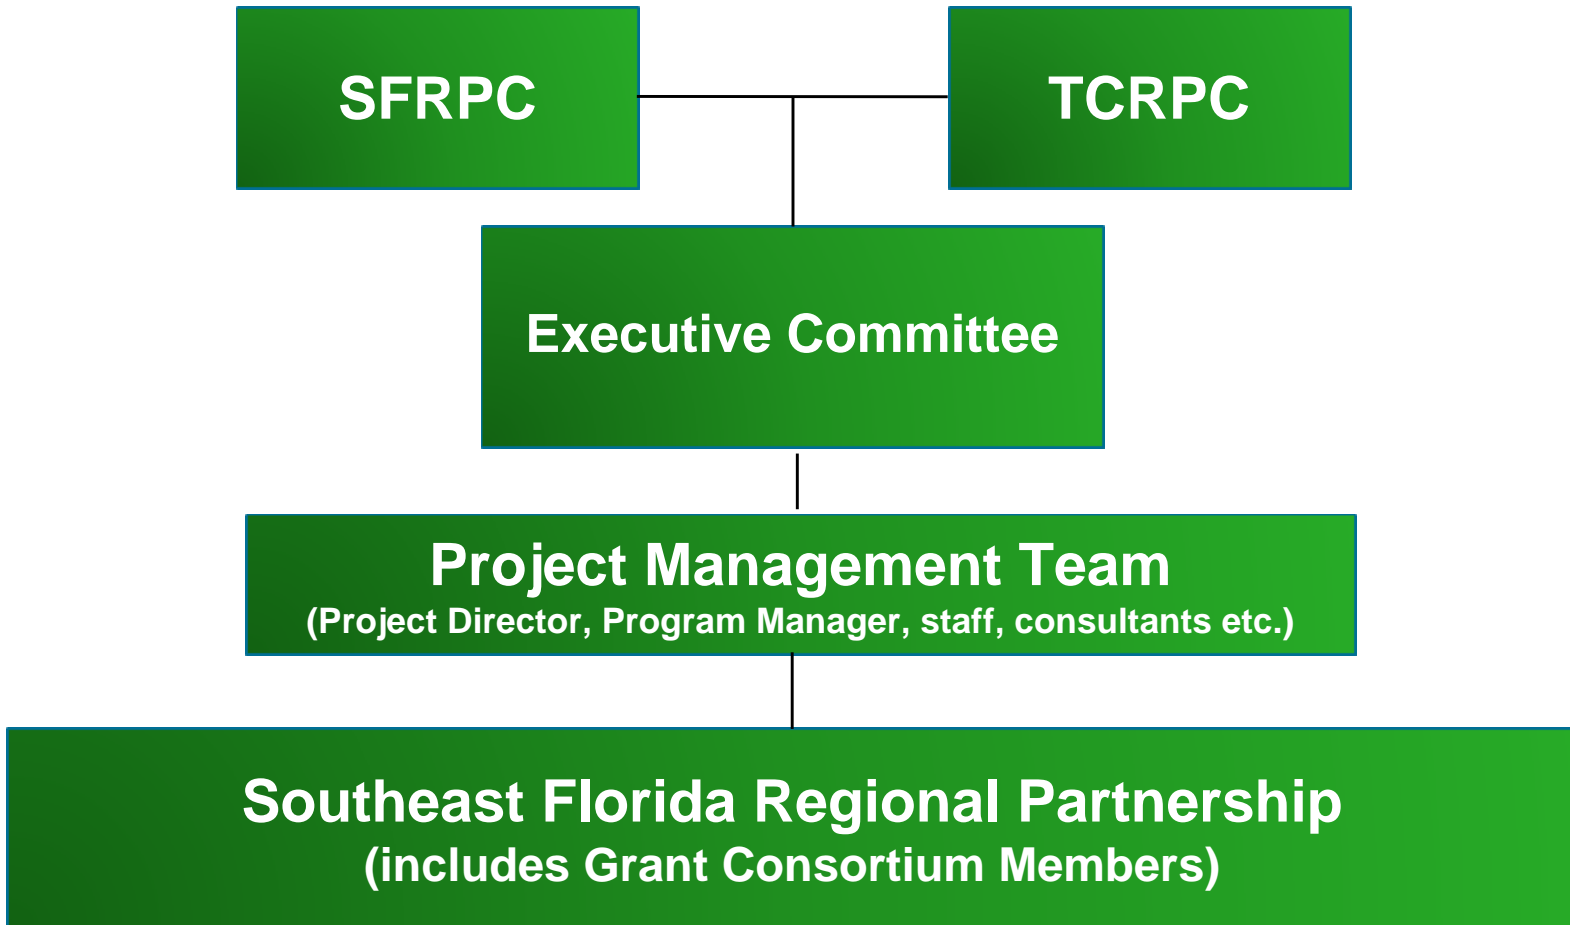 SFRPC
TCRPC
Executive Committee
Project Management Team
(Project Director, Program Manager, staff, consultants etc.)
Southeast Florida Regional Partnership
(includes Grant Consortium Members)